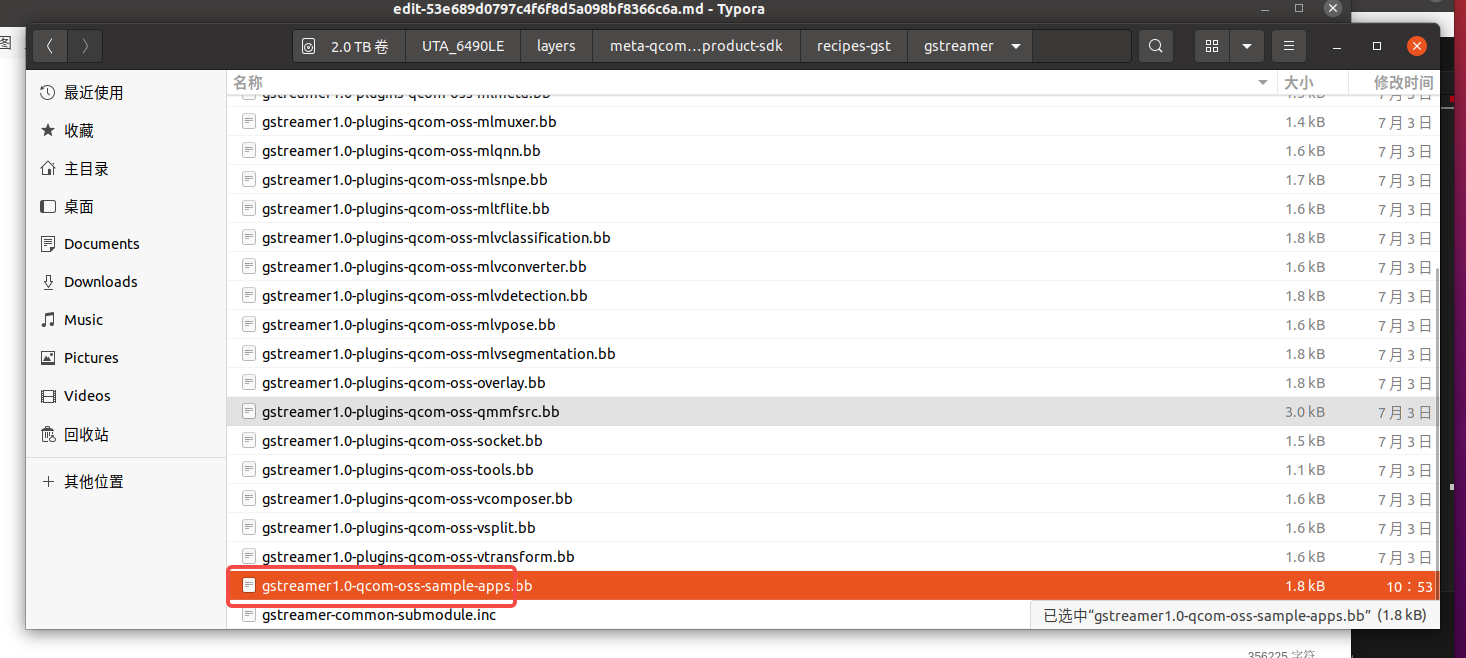 edit-53e689d0797c4f6f8d5a098bf8366c6a.md - Typora
图
2.0 TB 卷 UTA_6490LE layers meta-qcom…product-sdk recipes-gst gstreamer
名称 大小 修改时间
gstreamer1.0-plugins-qcom-oss-mlmeta.bb 1.5 kB 7月 3日
gstreamer1.0-plugins-qcom-oss-mlmuxer.bb 1.4 kB 7月 3日
gstreamer1.0-plugins-qcom-oss-mlqnn.bb 1.6 kB 7月 3日
gstreamer1.0-plugins-qcom-oss-mlsnpe.bb 1.7 kB 7月 3日
gstreamer1.0-plugins-qcom-oss-mltflite.bb 1.6 kB 7月 3日
gstreamer1.0-plugins-qcom-oss-mlvclassification.bb 1.8 kB 7月 3日
gstreamer1.0-plugins-qcom-oss-mlvconverter.bb 1.6 kB 7月 3日
gstreamer1.0-plugins-qcom-oss-mlvdetection.bb 1.8 kB 7月 3日
gstreamer1.0-plugins-qcom-oss-mlvpose.bb 1.6 kB 7月 3日
gstreamer1.0-plugins-qcom-oss-mlvsegmentation.bb 1.8 kB 7月 3日
gstreamer1.0-plugins-qcom-oss-overlay.bb 1.8 kB 7月 3日
gstreamer1.0-plugins-qcom-oss-qmmfsrc.bb 3.0 kB 7月 3日
gstreamer1.0-plugins-qcom-oss-socket.bb 1.5 kB 7月 3日
gstreamer1.0-plugins-qcom-oss-tools.bb 1.1 kB 7月 3日
gstreamer1.0-plugins-qcom-oss-vcomposer.bb 1.6 kB 7月 3日
gstreamer1.0-plugins-qcom-oss-vsplit.bb 1.6 kB 7月 3日
gstreamer1.0-plugins-qcom-oss-vtransform.bb 1.6 kB 7月 3日
gstreamer1.0-qcom-oss-sample-apps.bb 1.8 kB 10：53
gstreamer-common-submodule.inc
已选中“gstreamer1.0-qcom-oss-sample-apps.bb” (1.8 kB)
最近使用
收藏
主目录
桌面
Documents
Downloads
Music
Pictures
Videos
回收站
其他位置
356225 字符